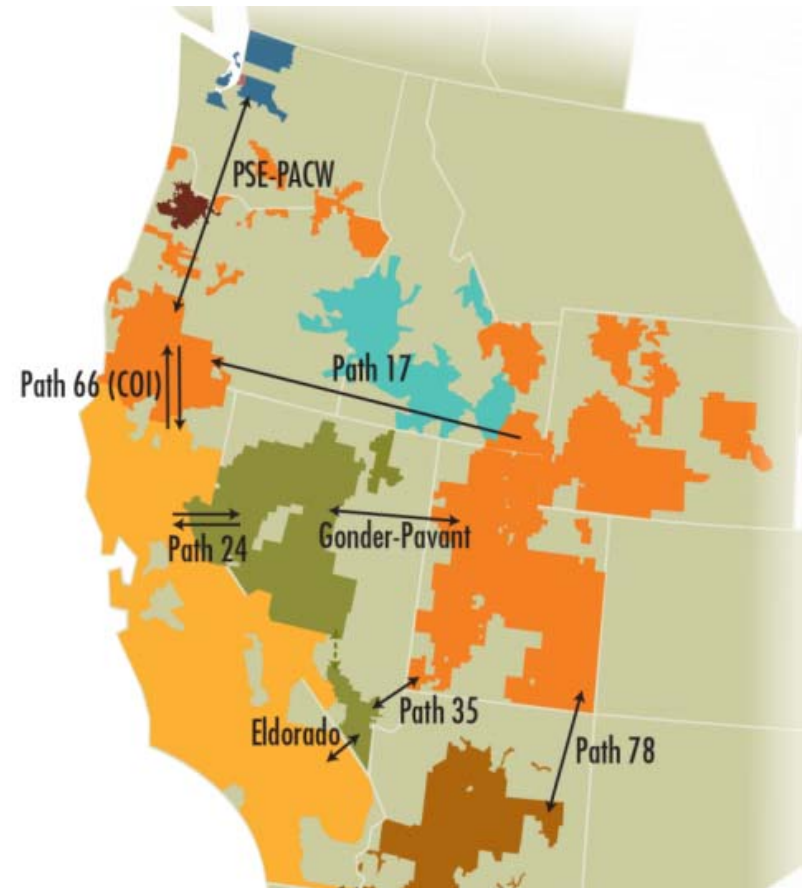 PSE-PACW
Path 17
Path 66 (COI)
Gonder-Pavant
Path 24
Path 35
Eldorado
Path 78